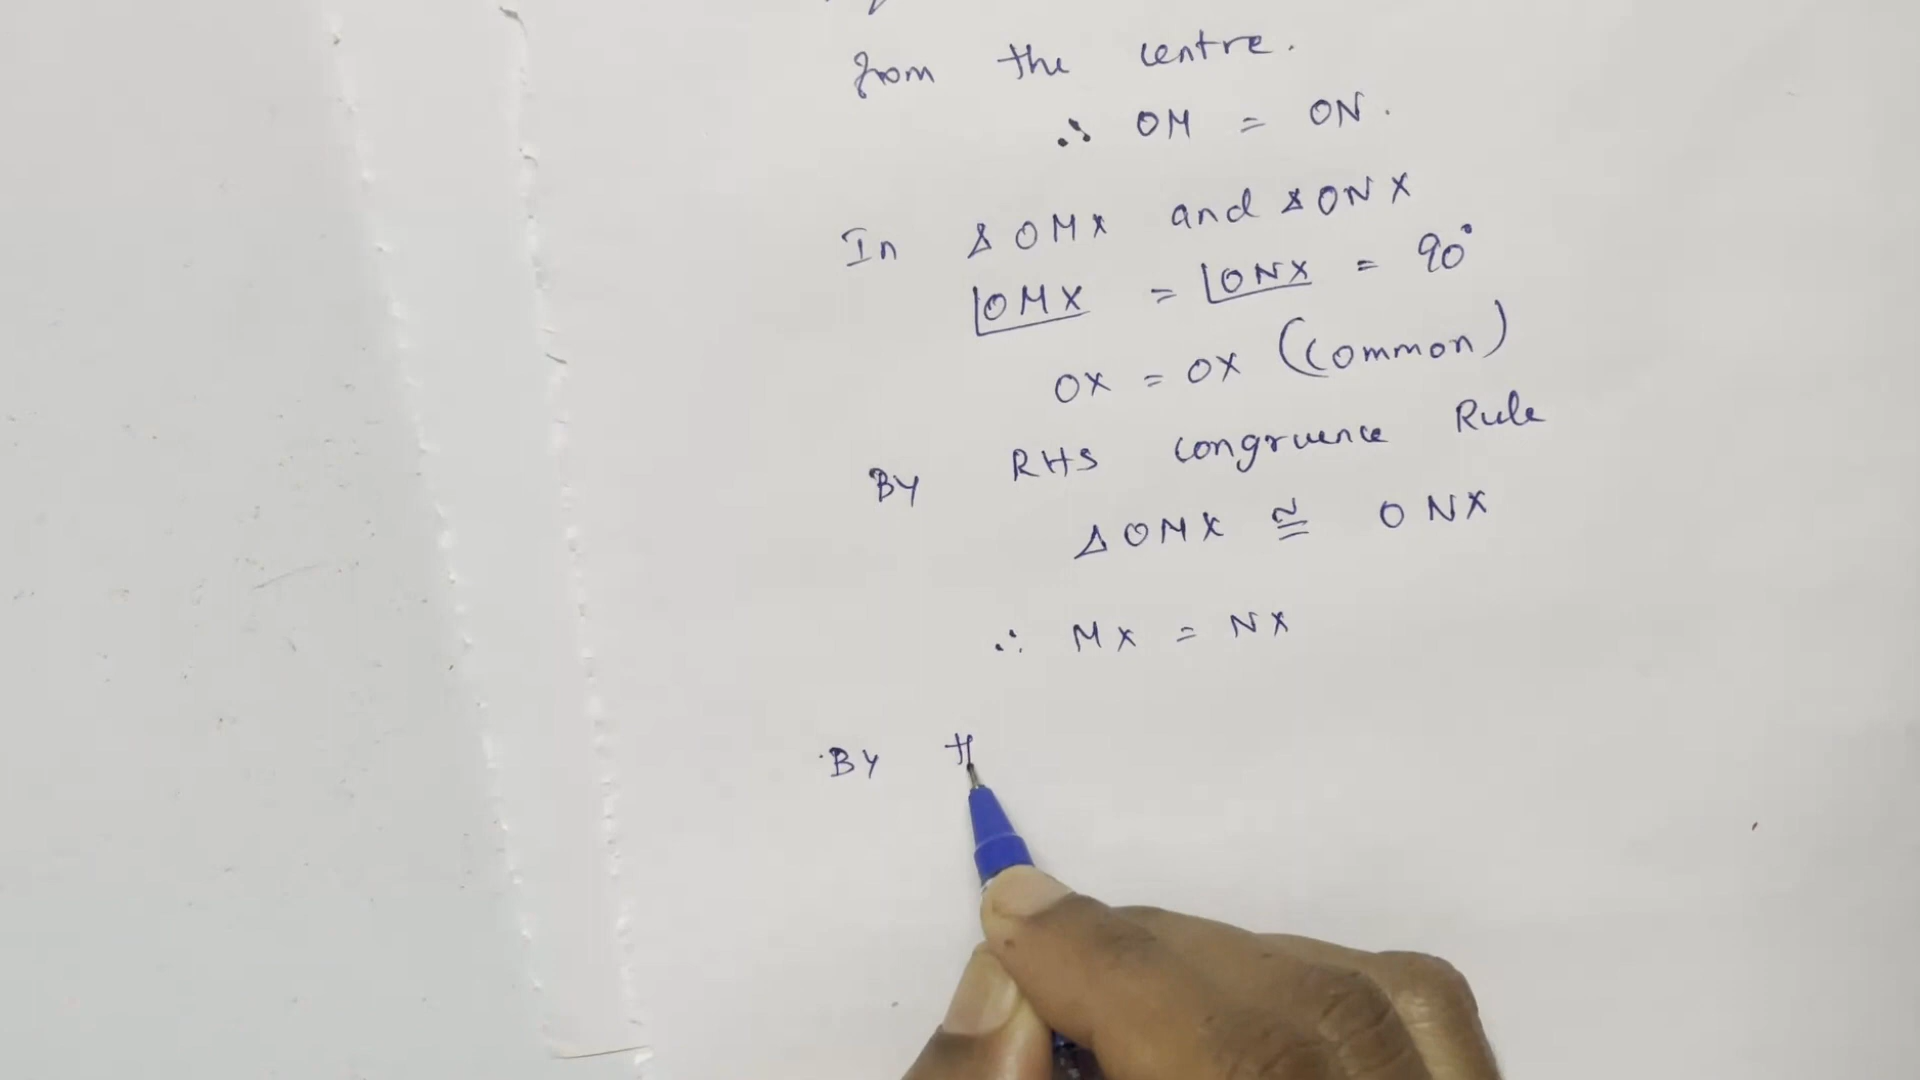 from the centre.
∴ OM = ON.
In Δ OMX and Δ ONX
∠OMX = ∠ONX = 90°
OX = OX (Common)
By RHS congruence Rule
Δ OMX ≅ ONX
∴ MX = NX
By